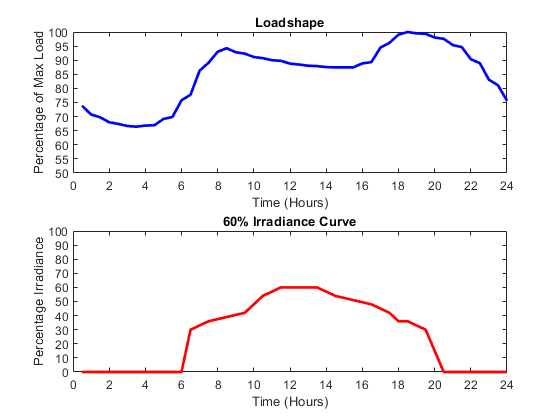 Loadshape
Percentage of Max Load
100
95
90
85
80
75
70
65
60
55
50
0 2 4 6 8 10 12 14 16 18 20 22 24
Time (Hours)
60% Irradiance Curve
Percentage Irradiance
100
90
80
70
60
50
40
30
20
10
0
0 2 4 6 8 10 12 14 16 18 20 22 24
Time (Hours)